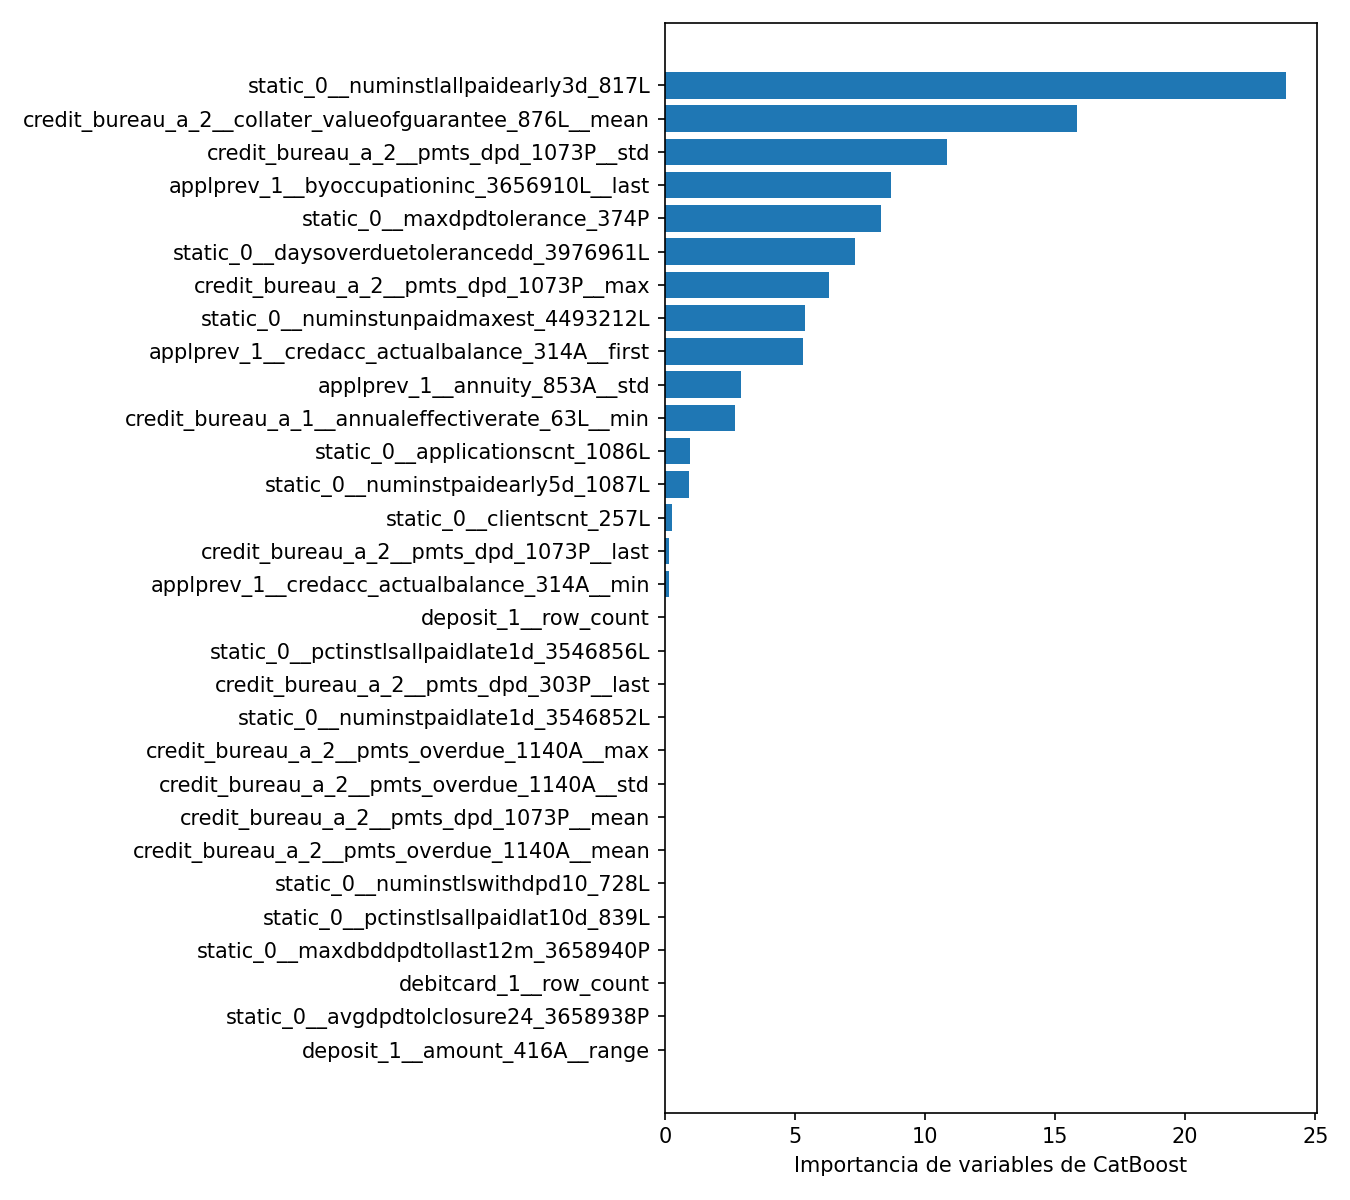 static_0__numinstlallpaidearly3d_817L
credit_bureau_a_2__collater_valueofguarantee_876L__mean
credit_bureau_a_2__pmts_dpd_1073P__std
applprev_1__byoccupationinc_3656910L__last
static_0__maxdpdtolerance_374P
static_0__daysoverduetolerancedd_3976961L
credit_bureau_a_2__pmts_dpd_1073P__max
static_0__numinstunpaidmaxest_4493212L
applprev_1__credacc_actualbalance_314A__first
applprev_1__annuity_853A__std
credit_bureau_a_1__annualeffectiverate_63L__min
static_0__applicationscnt_1086L
static_0__numinstpaidearly5d_1087L
static_0__clientscnt_257L
credit_bureau_a_2__pmts_dpd_1073P__last
applprev_1__credacc_actualbalance_314A__min
deposit_1__row_count
static_0__pctinstlsallpaidlate1d_3546856L
credit_bureau_a_2__pmts_dpd_303P__last
static_0__numinstpaidlate1d_3546852L
credit_bureau_a_2__pmts_overdue_1140A__max
credit_bureau_a_2__pmts_overdue_1140A__std
credit_bureau_a_2__pmts_dpd_1073P__mean
credit_bureau_a_2__pmts_overdue_1140A__mean
static_0__numinstlswithdpd10_728L
static_0__pctinstlsallpaidlat10d_839L
static_0__maxdbddpdtollast12m_3658940P
debitcard_1__row_count
static_0__avgdpdtolclosure24_3658938P
deposit_1__amount_416A__range
0 5 10 15 20 25
Importancia de variables de CatBoost